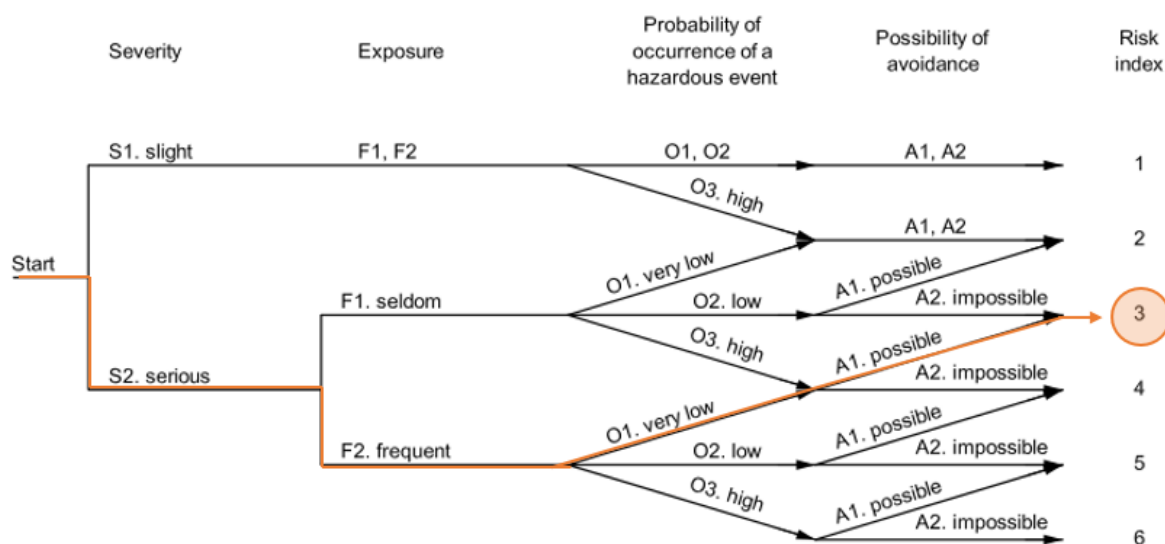 Severity
Exposure
Probability of
occurrence of a
hazardous event
Possibility of
avoidance
Risk
index
S1. slight
F1, F2
O1, O2
A1, A2
1
O3. high
A1, A2
2
Start
O1. very low
A1. possible
F1. seldom
O2. low
A2. impossible
3
O3. high
A1. possible
S2. serious
A2. impossible
4
O1. very low
A1. possible
F2. frequent
O2. low
A2. impossible
5
O3. high
A1. possible
A2. impossible
6